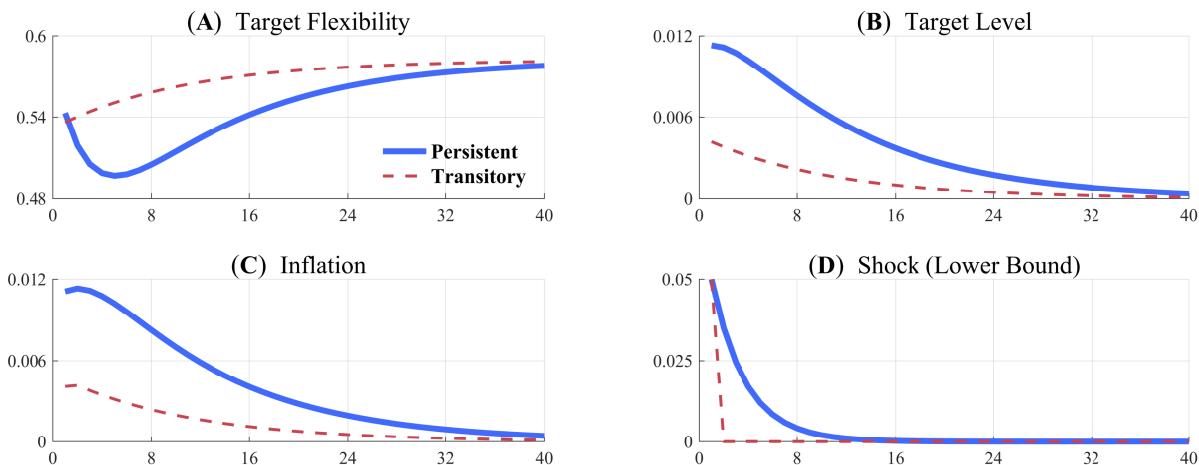 (A) Target Flexibility
0.6
0.54
0.48
0 8 16 24 32 40
Persistent
Transitory
(B) Target Level
0.012
0.006
0
0 8 16 24 32 40
(C) Inflation
0.012
0.006
0
0 8 16 24 32 40
(D) Shock (Lower Bound)
0.05
0.025
0
0 8 16 24 32 40